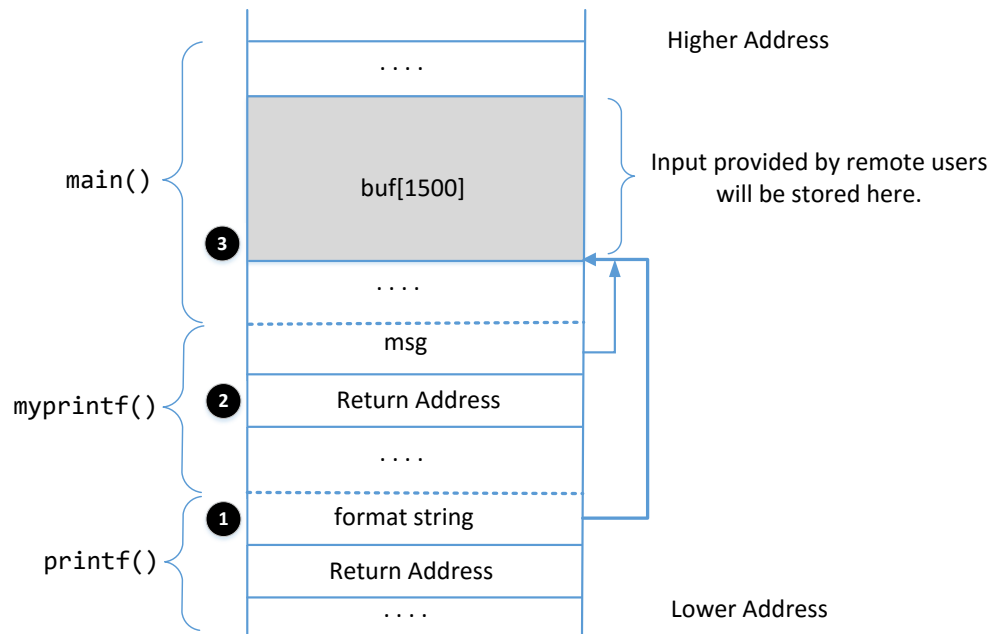 Higher Address
. . . .
main()
buf[1500]
Input provided by remote users
will be stored here.
3
. . . .
msg
myprintf()
2
Return Address
. . . .
1
format string
printf()
Return Address
. . . .
Lower Address